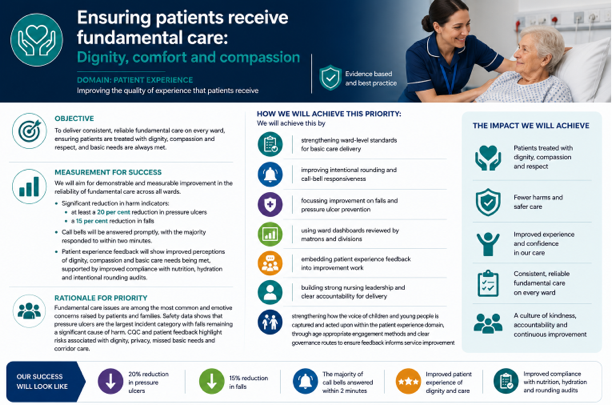 Ensuring patients receive
fundamental care:
Dignity, comfort and compassion
DOMAIN: PATIENT EXPERIENCE
Improving the quality of experience that patients receive
Evidence based
and best practice
OBJECTIVE
To deliver consistent, reliable fundamental care on every ward,
ensuring patients are treated with dignity, compassion and
respect, and basic needs are always met.
MEASUREMENT FOR SUCCESS
We will aim for demonstrable and measurable improvement in the
reliability of fundamental care across all wards.
• Significant reduction in harm indicators:
• at least a 20 per cent reduction in pressure ulcers
• a 15 per cent reduction in falls
• Call bells will be answered promptly, with the majority
responded to within two minutes.
• Patient experience feedback will show improved perceptions
of dignity, compassion and basic care needs being met,
supported by improved compliance with nutrition, hydration
and intentional rounding audits.
RATIONALE FOR PRIORITY
Fundamental care issues are among the most common and emotive
concerns raised by patients and families. Safety data shows that
pressure ulcers are the largest incident category with falls remaining
a significant cause of harm. CQC and patient feedback highlight
risks associated with dignity, privacy, missed basic needs and
corridor care.
HOW WE WILL ACHIEVE THIS PRIORITY:
We will achieve this by
strengthening ward-level standards
for basic care delivery
improving intentional rounding and
call-bell responsiveness
focussing improvement on falls and
pressure ulcer prevention
using ward dashboards reviewed by
matrons and divisions
embedding patient experience feedback
into improvement work
building strong nursing leadership and
clear accountability for delivery
strengthening how the voice of children and young people is
captured and acted upon within the patient experience domain,
through age appropriate engagement methods and clear
governance routes to ensure feedback informs service improvement
THE IMPACT WE WILL ACHIEVE
Patients treated with
dignity, compassion
and respect
Fewer harms and
safer care
Improved experience
and confidence
in our care
Consistent, reliable
fundamental care
on every ward
A culture of kindness,
accountability and
continuous improvement
OUR SUCCESS
WILL LOOK LIKE
20% reduction
in pressure
ulcers
15% reduction
in falls
The majority of
call bells answered
within 2 minutes
Improved patient
experience of
dignity and care
Improved compliance
with nutrition, hydration
and rounding audits